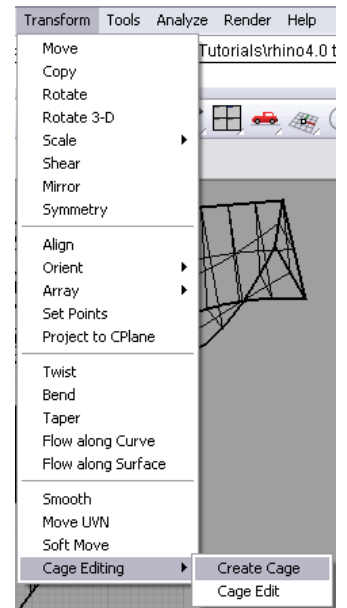 Transform Tools Analyze Render Help
Tutorials\rhino4.0 t
Move
Copy
Rotate
Rotate 3-D
Scale
Shear
Mirror
Symmetry
Align
Orient
Array
Set Points
Project to CPlane
Twist
Bend
Taper
Flow along Curve
Flow along Surface
Smooth
Move UVN
Soft Move
Cage Editing
Create Cage
Cage Edit